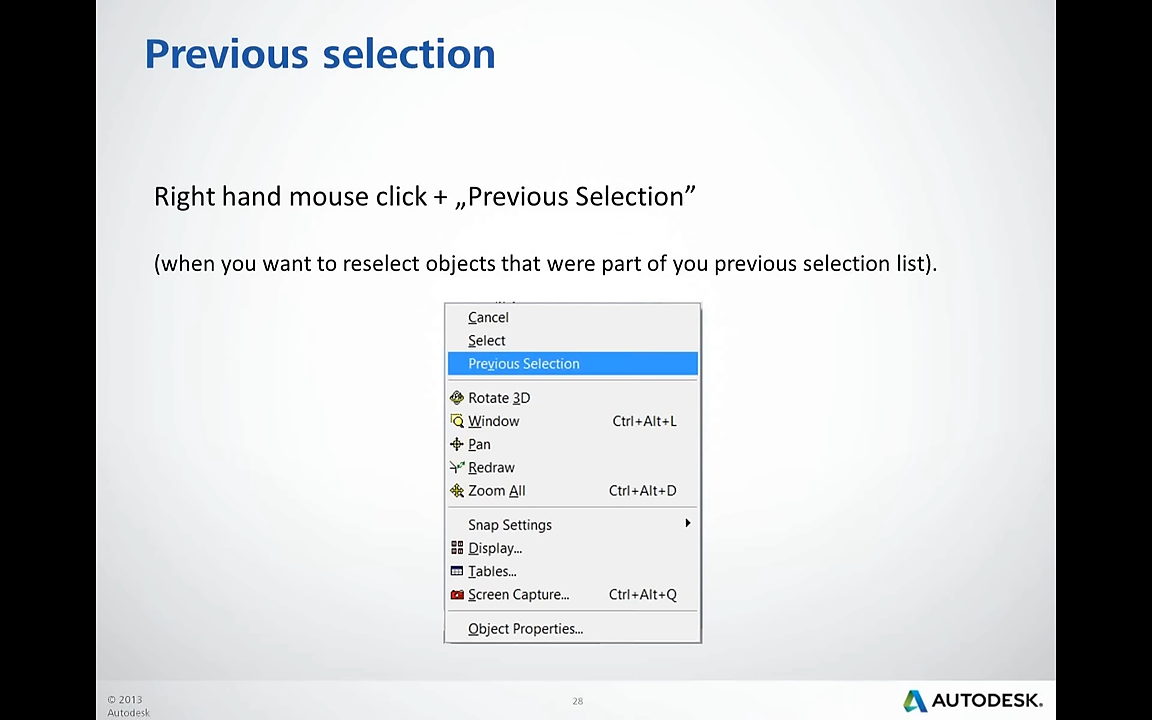 Previous selection
Right hand mouse click + „Previous Selection”
(when you want to reselect objects that were part of you previous selection list).
Cancel
Select
Previous Selection
Rotate 3D
Window Ctrl+Alt+L
Pan
Redraw
Zoom All Ctrl+Alt+D
Snap Settings
Display...
Tables...
Screen Capture... Ctrl+Alt+Q
Object Properties...
© 2013
Autodesk
28
AUTODESK.